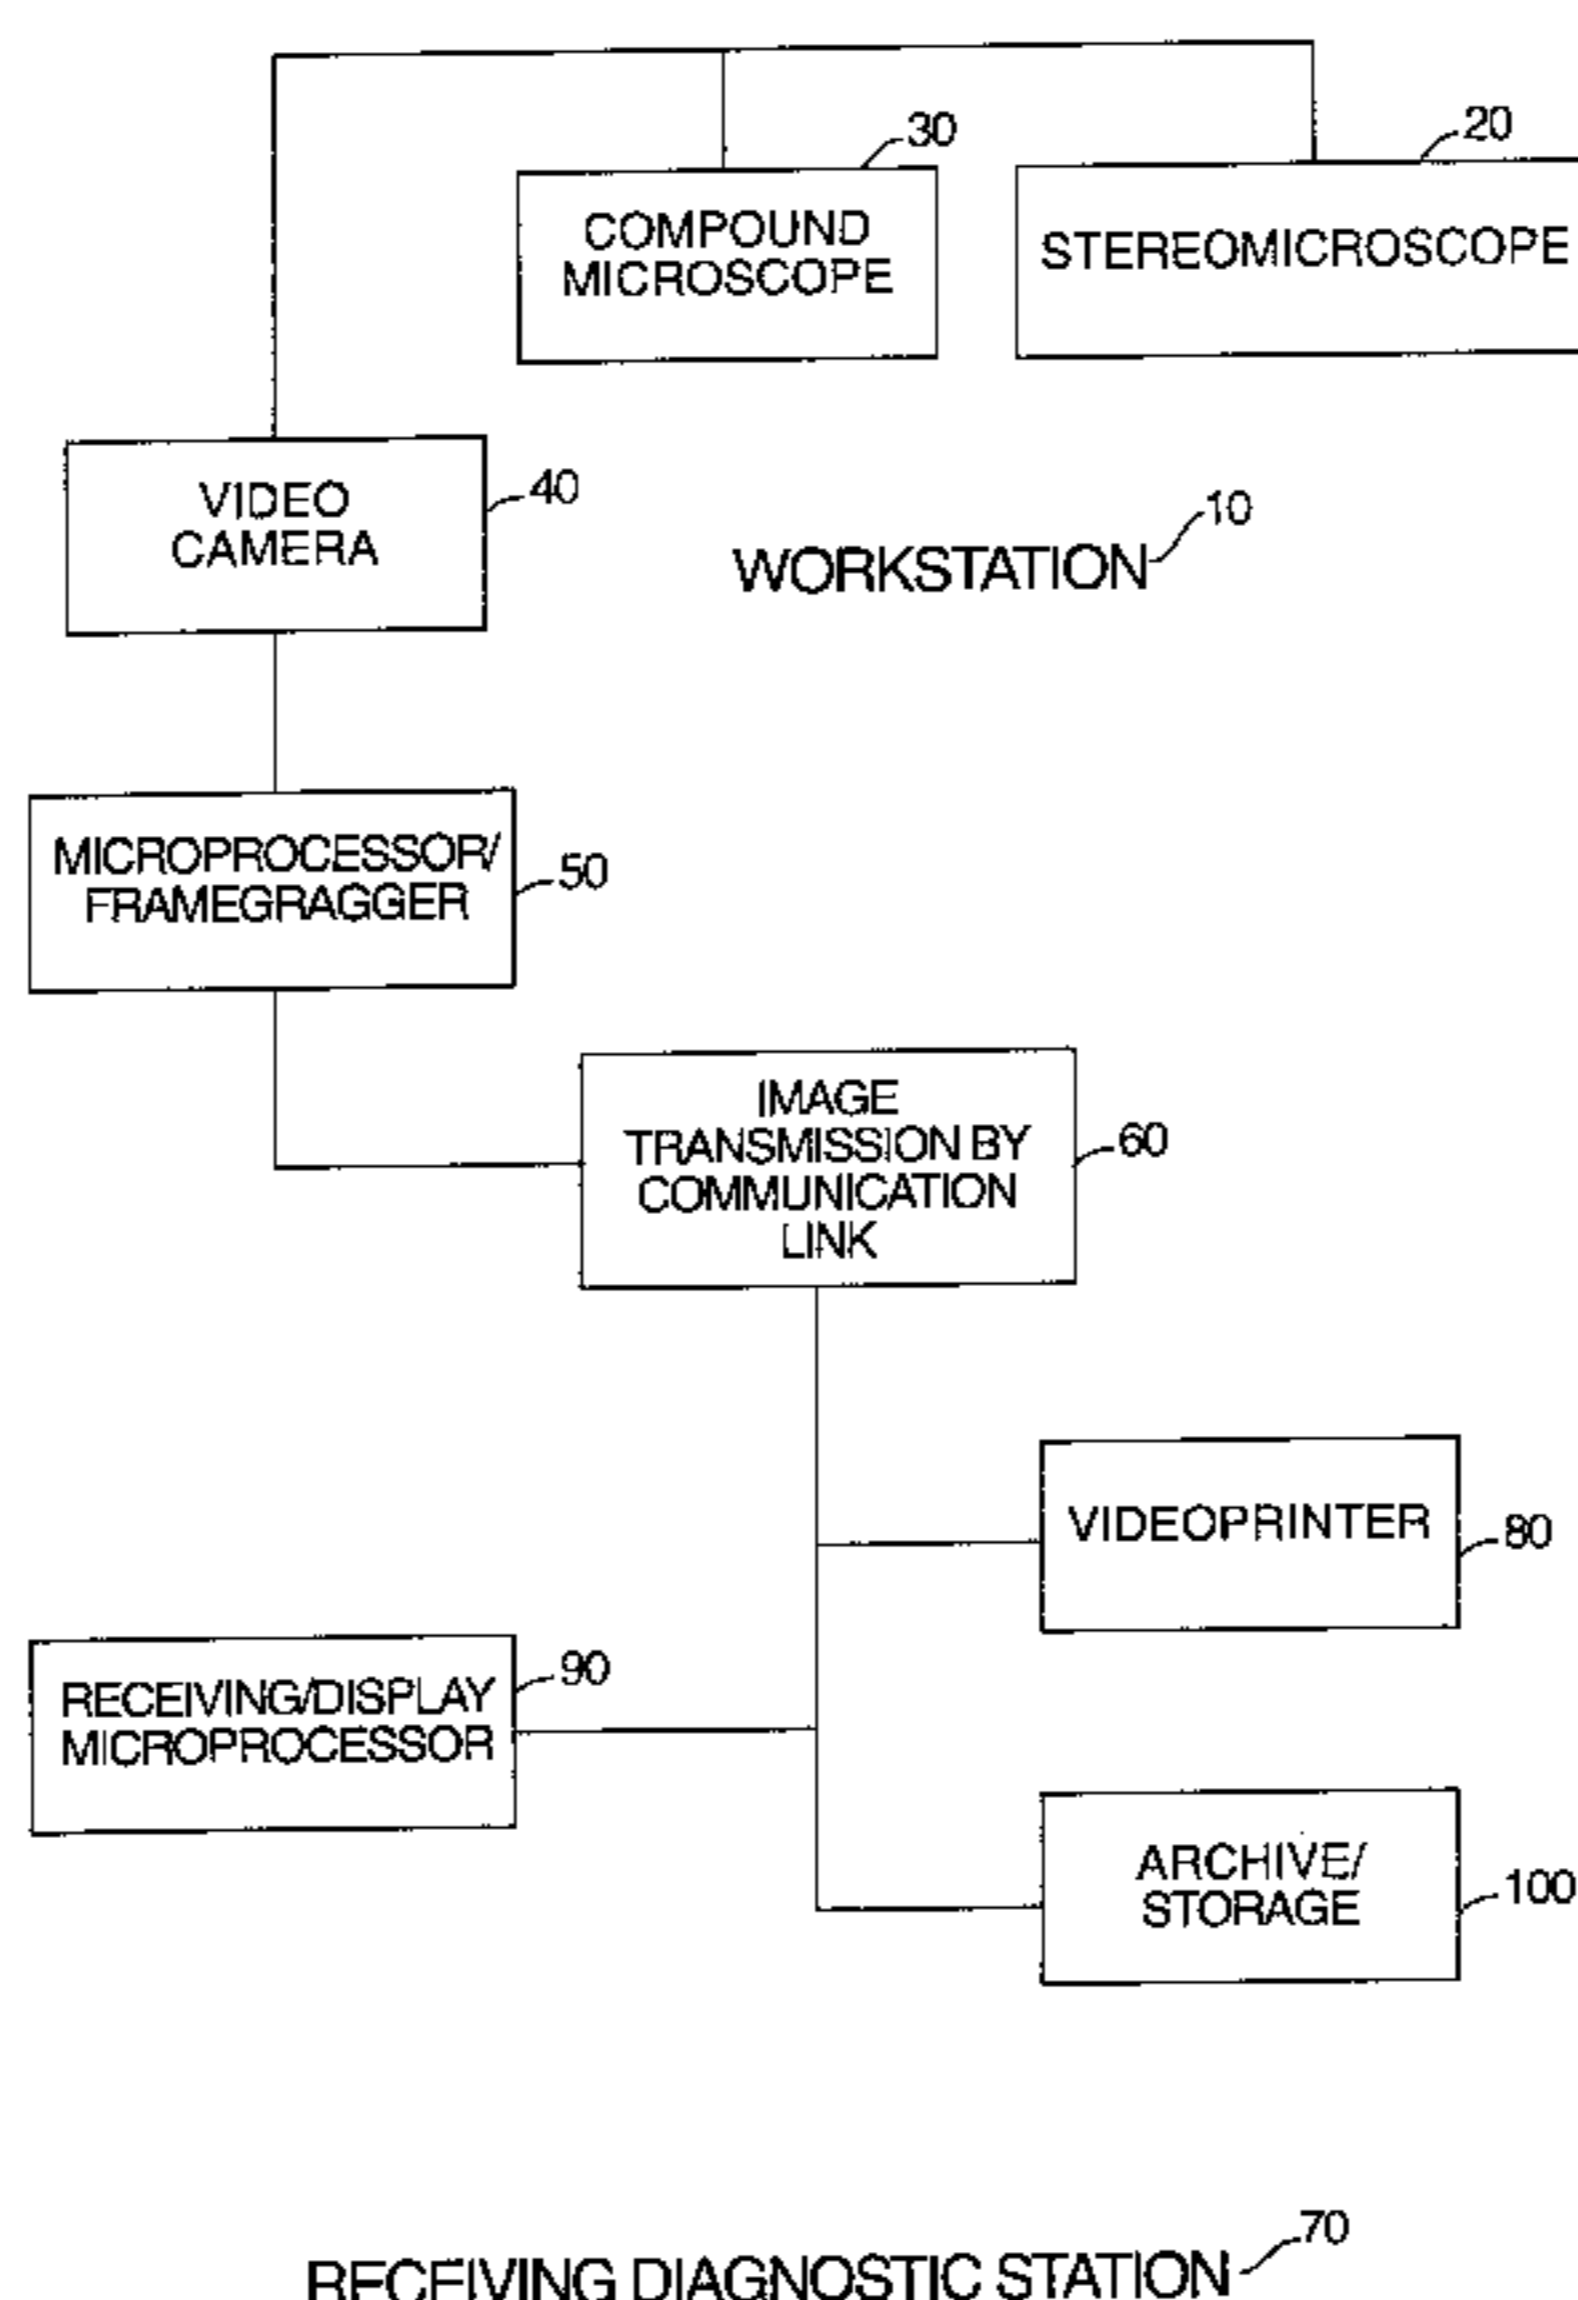 30
20
COMPOUND
MICROSCOPE
STEREOMICROSCOPE
VIDEO
CAMERA
40
10
WORKSTATION
MICROPROCESSOR/
FRAMEGRAGGER
50
IMAGE
TRANSMISSION BY
COMMUNICATION
LINK
60
VIDEOPRINTER
80
90
RECEIVING/DISPLAY
MICROPROCESSOR
ARCHIVE/
STORAGE
100
70
RECEIVING DIAGNOSTIC STATION